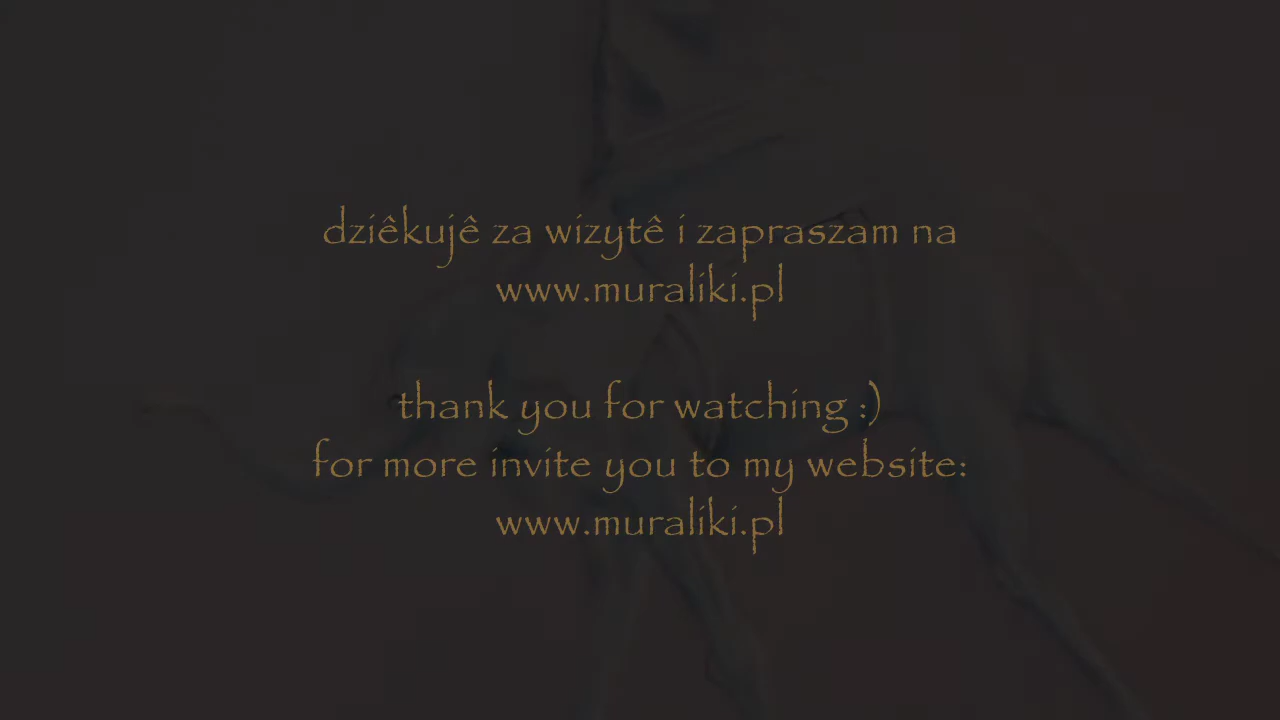 dziêkujê za wizytê i zapraszam na
www.muraliki.pl
thank you for watching :)
for more invite you to my website:
www.muraliki.pl